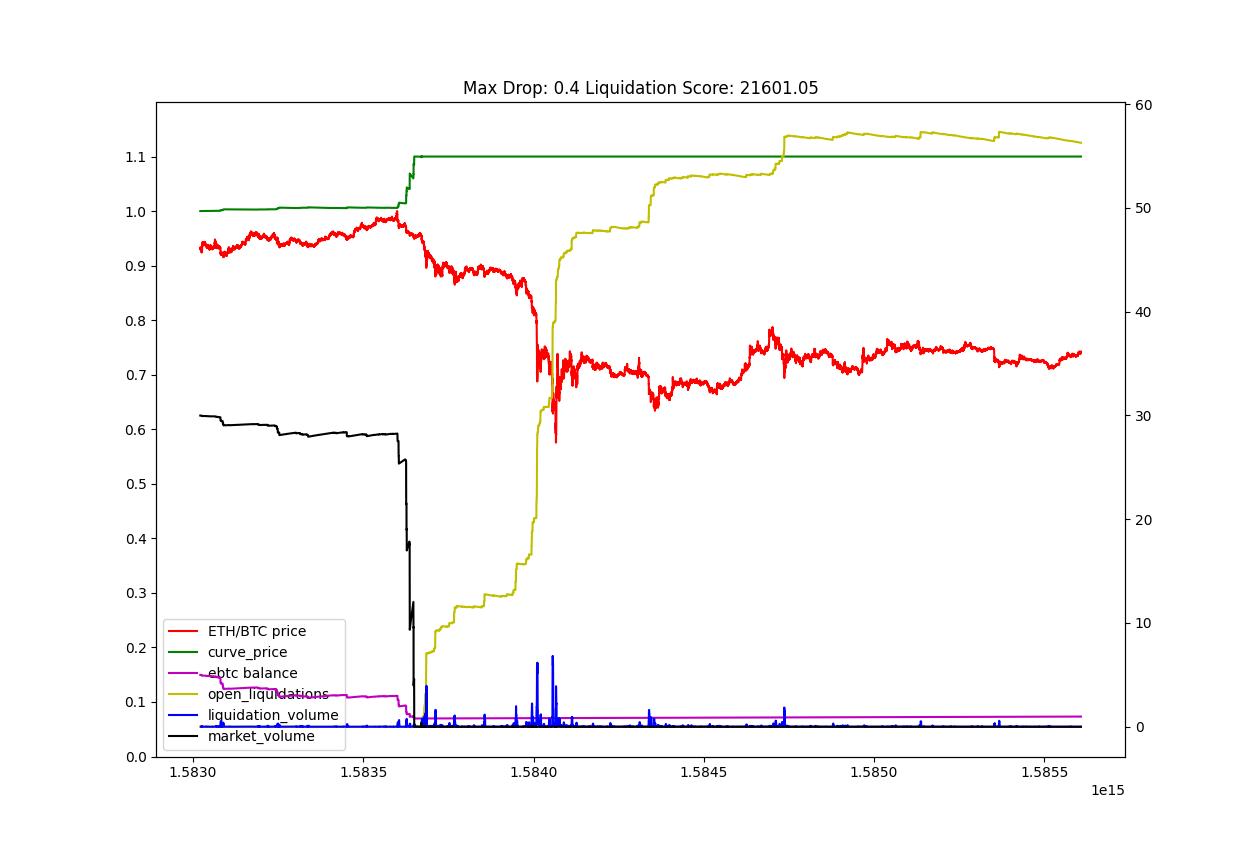 Max Drop: 0.4 Liquidation Score: 21601.05
1.1
1.0
0.9
0.8
0.7
0.6
0.5
0.4
0.3
0.2
0.1
0.0
60
50
40
30
20
10
0
ETH/BTC price
curve_price
ebtc balance
open_liquidations
liquidation_volume
market_volume
1.5830 1.5835 1.5840 1.5845 1.5850 1.5855
1e15